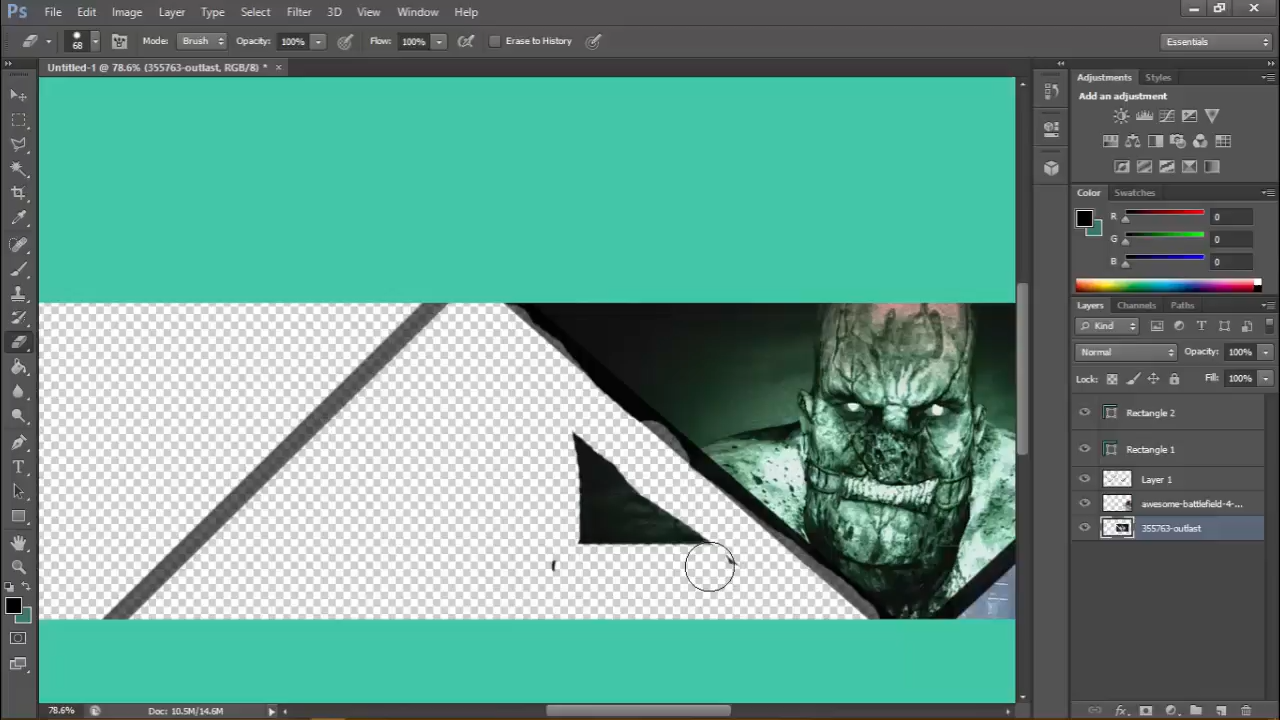 Ps File Edit Image Layer Type Select Filter 3D View Window Help
68 Mode: Brush Opacity: 100% Flow: 100% Erase to History Essentials
Untitled-1 @ 78.6% (355763-outlast, RGB/8) *
Adjustments Styles
Add an adjustment
Color Swatches
R 0
G 0
B 0
Layers Channels Paths
Kind
Normal Opacity: 100%
Lock: Fill: 100%
Rectangle 2
Rectangle 1
Layer 1
awesome-battlefield-4-...
355763-outlast
78.6% Doc: 10.5M/14.6M